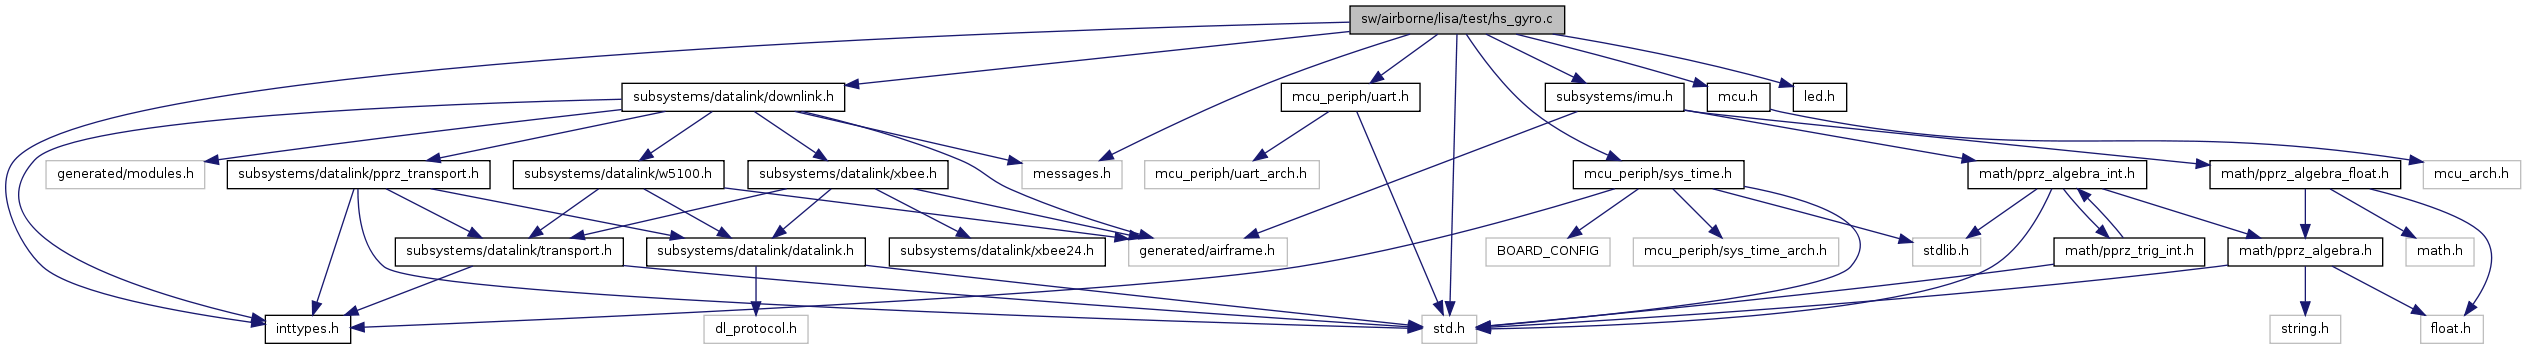 sw/airborne/lisa/test/hs_gyro.c
subsystems/datalink/downlink.h
mcu_periph/uart.h
subsystems/imu.h
mcu.h
led.h
generated/modules.h
subsystems/datalink/pprz_transport.h
subsystems/datalink/w5100.h
subsystems/datalink/xbee.h
messages.h
mcu_periph/uart_arch.h
mcu_periph/sys_time.h
math/pprz_algebra_int.h
math/pprz_algebra_float.h
mcu_arch.h
subsystems/datalink/transport.h
subsystems/datalink/datalink.h
subsystems/datalink/xbee24.h
generated/airframe.h
BOARD_CONFIG
mcu_periph/sys_time_arch.h
stdlib.h
math/pprz_trig_int.h
math/pprz_algebra.h
math.h
inttypes.h
dl_protocol.h
std.h
string.h
float.h